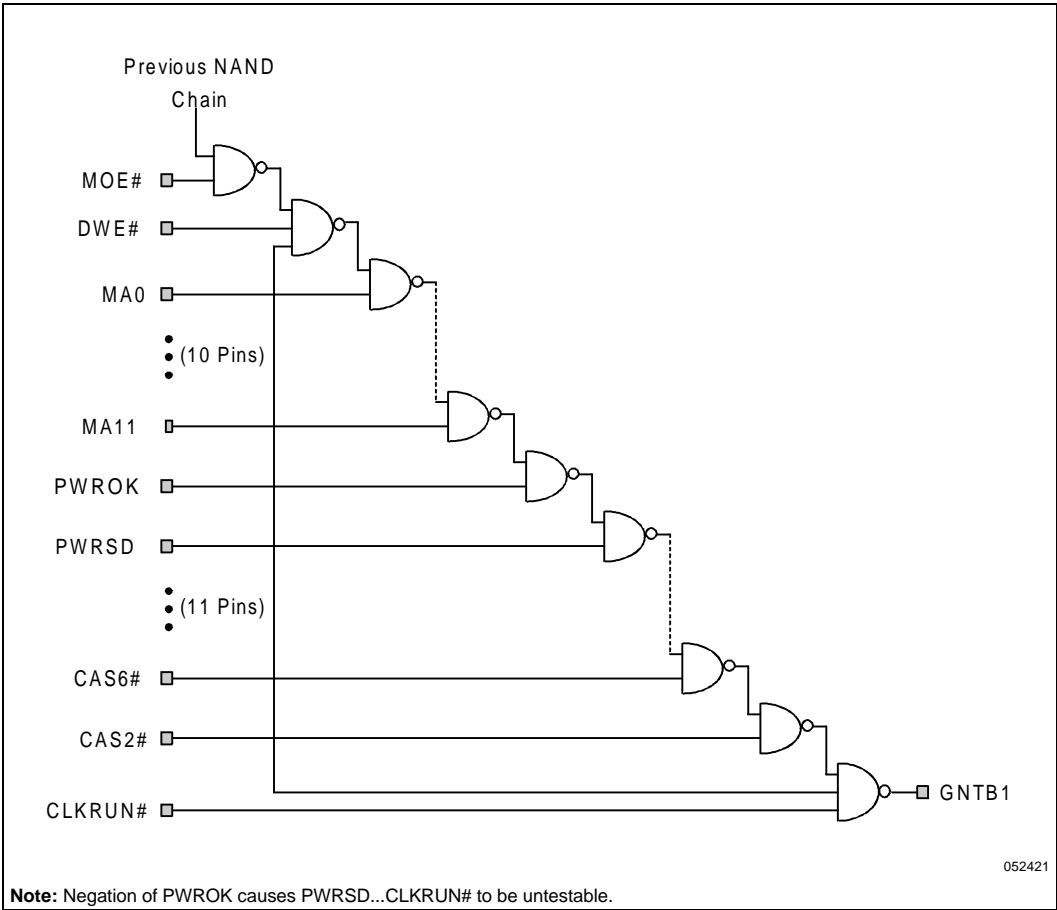 Previous NAND
Chain
MOE#
DWE#
MA0
(10 Pins)
MA11
PWROK
PWRSD
(11 Pins)
CAS6#
CAS2#
CLKRUN#
GNTB1
052421
Note: Negation of PWROK causes PWRSD...CLKRUN# to be untestable.